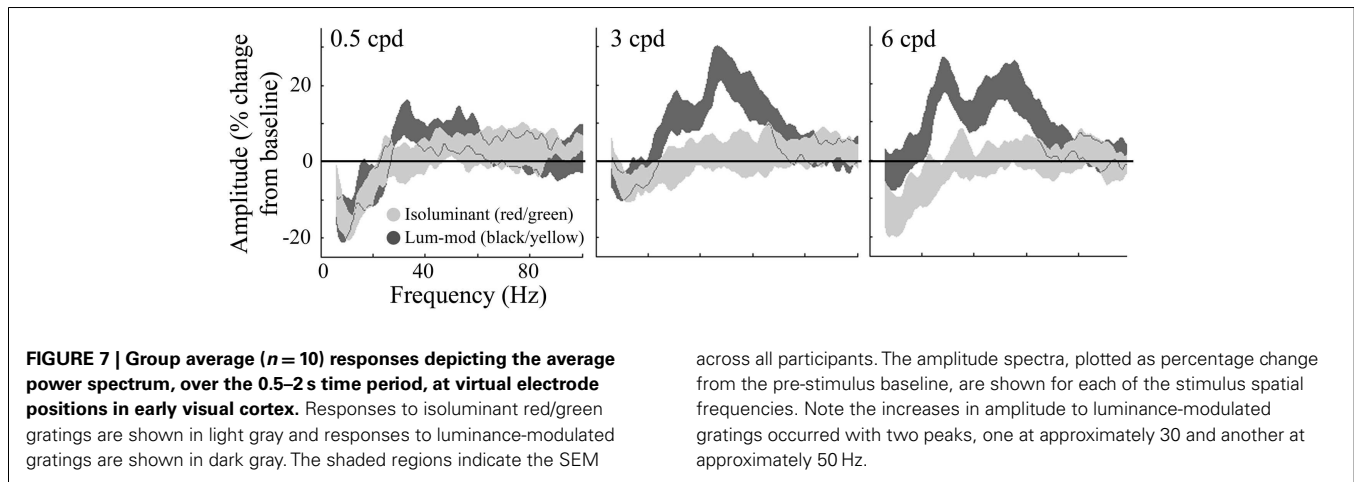 0.5 cpd
3 cpd
6 cpd
Amplitude (% change
from baseline)
20
0
-20
Isoluminant (red/green)
Lum-mod (black/yellow)
0
40
80
Frequency (Hz)
FIGURE 7 | Group average (n = 10) responses depicting the average
power spectrum, over the 0.5–2 s time period, at virtual electrode
positions in early visual cortex. Responses to isoluminant red/green
gratings are shown in light gray and responses to luminance-modulated
gratings are shown in dark gray. The shaded regions indicate the SEM
across all participants. The amplitude spectra, plotted as percentage change
from the pre-stimulus baseline, are shown for each of the stimulus spatial
frequencies. Note the increases in amplitude to luminance-modulated
gratings occurred with two peaks, one at approximately 30 and another at
approximately 50 Hz.